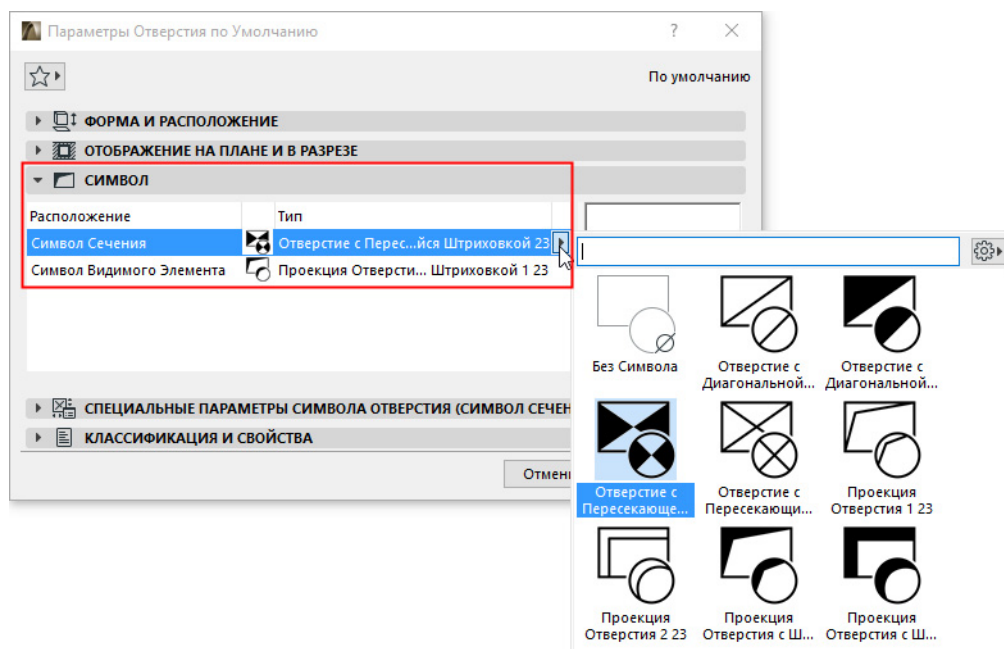 Параметры Отверстия по Умолчанию
?
По умолчанию
ФОРМА И РАСПОЛОЖЕНИЕ
ОТОБРАЖЕНИЕ НА ПЛАНЕ И В РАЗРЕЗЕ
СИМВОЛ
Расположение Тип
Символ Сечения Отверстие с Перес...йся Штриховкой 23
Символ Видимого Элемента Проекция Отверсти... Штриховкой 1 23
СПЕЦИАЛЬНЫЕ ПАРАМЕТРЫ СИМВОЛА ОТВЕРСТИЯ (СИМВОЛ СЕЧЕН
КЛАССИФИКАЦИЯ И СВОЙСТВА
Отмени
Без Символа
Отверстие с
Диагональной...
Отверстие с
Диагональной...
Отверстие с
Пересекающе...
Отверстие с
Пересекающи...
Проекция
Отверстия 1 23
Проекция
Отверстия 2 23
Проекция
Отверстия с Ш...
Проекция
Отверстия с Ш...